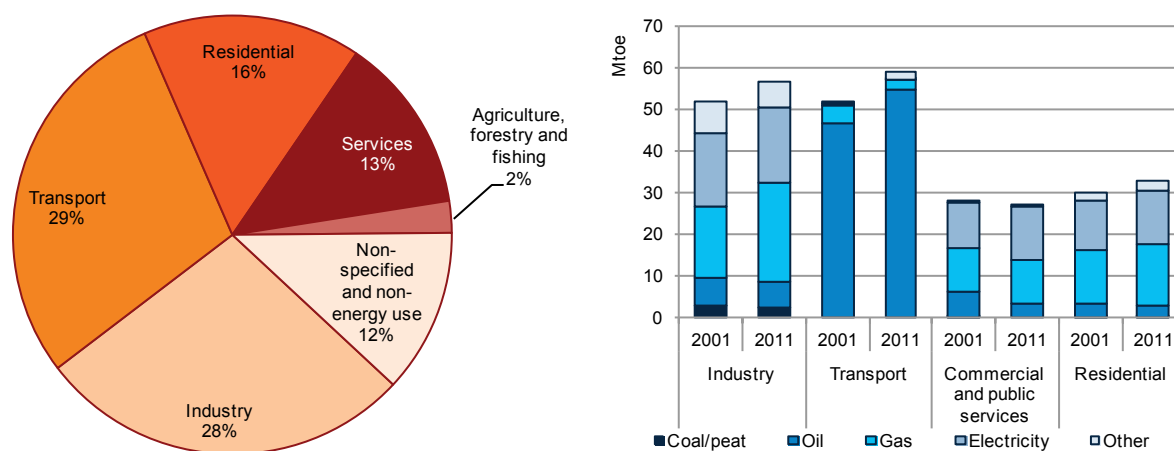 Residential
16%
Services
13%
Agriculture,
forestry and
fishing
2%
Transport
29%
Non-
specified
and non-
energy use
12%
Industry
28%
Mtoe
70
60
50
40
30
20
10
0
2001 2011 2001 2011 2001 2011 2001 2011
Industry Transport Commercial Residential
and public
services
Coal/peat Oil Gas Electricity Other